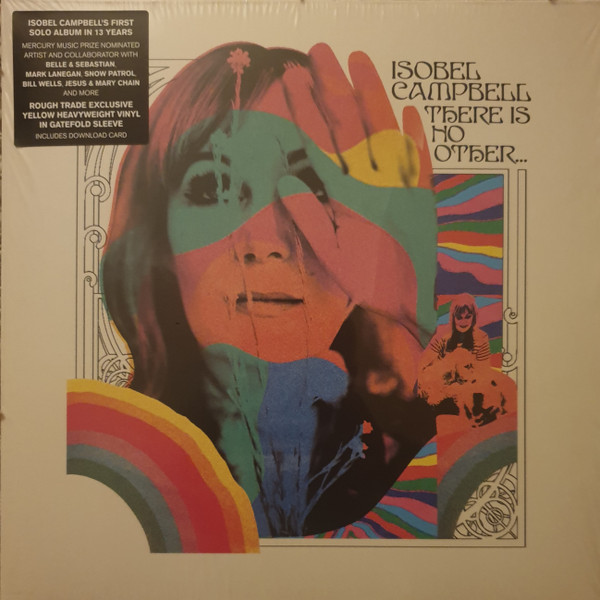 ISOBEL CAMPBELL'S FIRST
SOLO ALBUM IN 13 YEARS
MERCURY MUSIC PRIZE NOMINATED
ARTIST AND COLLABORATOR WITH
BELLE & SEBASTIAN,
MARK LANEGAN, SNOW PATROL,
BILL WELLS, JESUS & MARY CHAIN
AND MORE
ROUGH TRADE EXCLUSIVE
YELLOW HEAVYWEIGHT VINYL
IN GATEFOLD SLEEVE
INCLUDES DOWNLOAD CARD
ISOBEL
CAMPBELL
THERE IS
NO
OTHER...